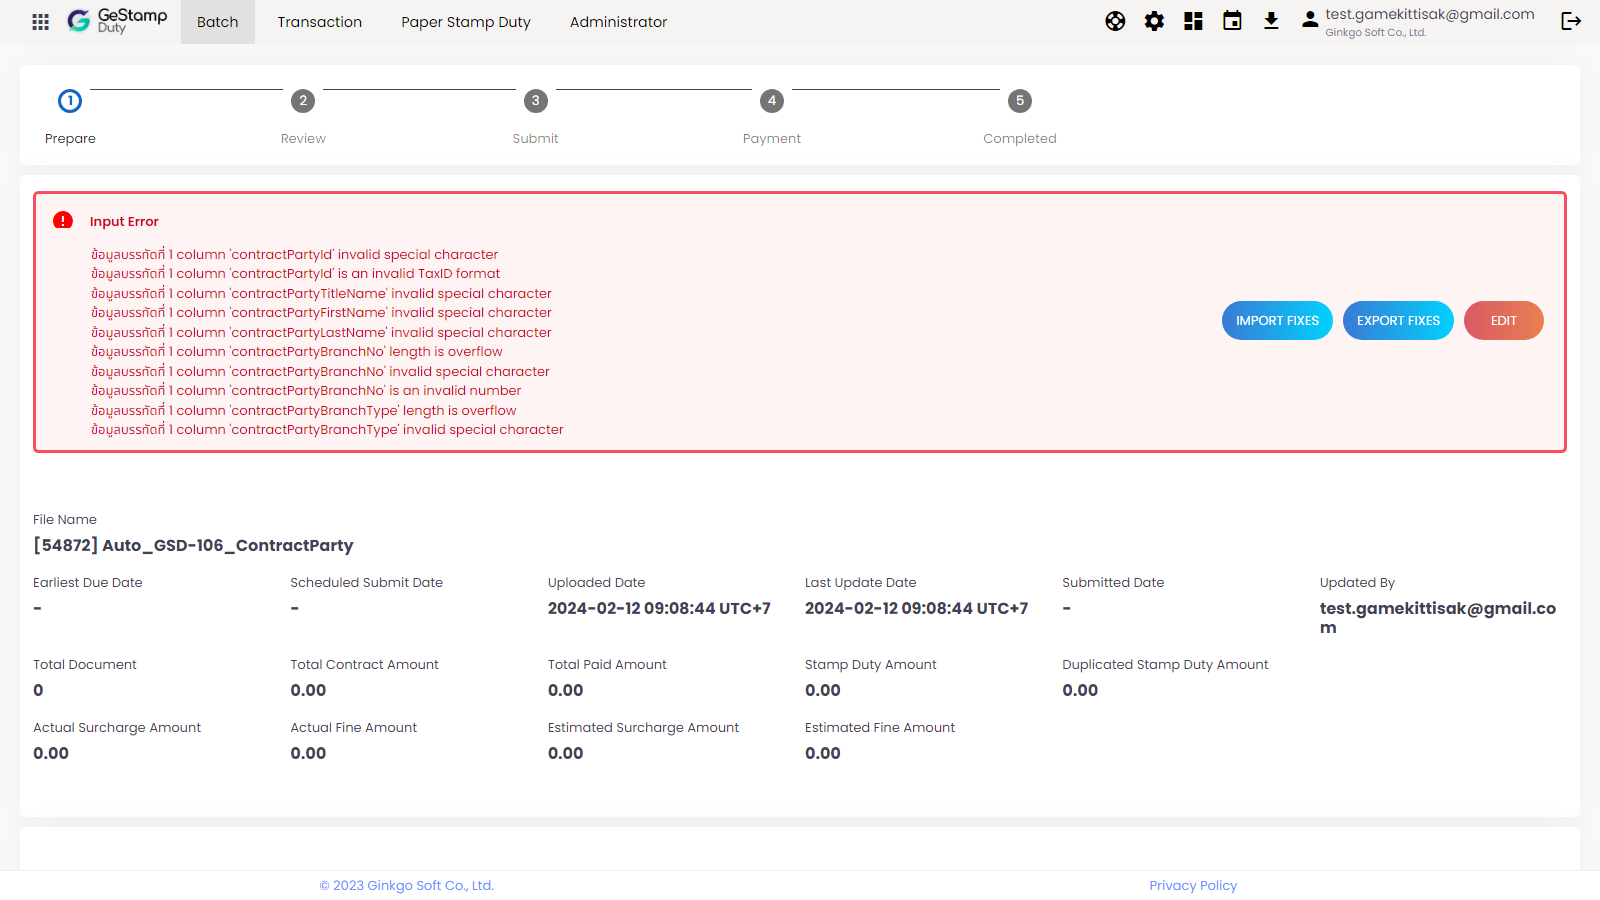 GeStamp
Duty
Batch
Transaction
Paper Stamp Duty
Administrator
test.gamekittisak@gmail.com
Ginkgo Soft Co., Ltd.
1
2
3
4
5
Prepare
Review
Submit
Payment
Completed
Input Error
ข้อมูลบรรทัดที่ 1 column 'contractPartyId' invalid special character
ข้อมูลบรรทัดที่ 1 column 'contractPartyId' is an invalid TaxID format
ข้อมูลบรรทัดที่ 1 column 'contractPartyTitleName' invalid special character
ข้อมูลบรรทัดที่ 1 column 'contractPartyFirstName' invalid special character
ข้อมูลบรรทัดที่ 1 column 'contractPartyLastName' invalid special character
ข้อมูลบรรทัดที่ 1 column 'contractPartyBranchNo' length is overflow
ข้อมูลบรรทัดที่ 1 column 'contractPartyBranchNo' invalid special character
ข้อมูลบรรทัดที่ 1 column 'contractPartyBranchNo' is an invalid number
ข้อมูลบรรทัดที่ 1 column 'contractPartyBranchType' length is overflow
ข้อมูลบรรทัดที่ 1 column 'contractPartyBranchType' invalid special character
IMPORT FIXES
EXPORT FIXES
EDIT
File Name
[54872] Auto_GSD-106_ContractParty
Earliest Due Date
-
Scheduled Submit Date
-
Uploaded Date
2024-02-12 09:08:44 UTC+7
Last Update Date
2024-02-12 09:08:44 UTC+7
Submitted Date
-
Updated By
test.gamekittisak@gmail.co
m
Total Document
0
Total Contract Amount
0.00
Total Paid Amount
0.00
Stamp Duty Amount
0.00
Duplicated Stamp Duty Amount
0.00
Actual Surcharge Amount
0.00
Actual Fine Amount
0.00
Estimated Surcharge Amount
0.00
Estimated Fine Amount
0.00
© 2023 Ginkgo Soft Co., Ltd.
Privacy Policy